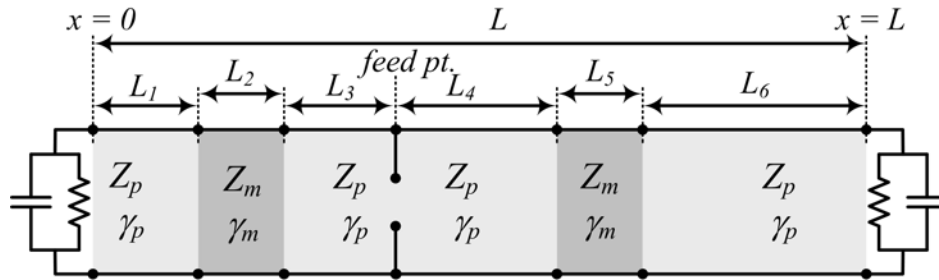 x = 0 L x = L
feed pt.
L₁ L₂ L₃ L₄ L₅ L₆
Zₚ Zₘ Zₚ Zₚ Zₘ Zₚ
γₚ γₘ γₚ γₚ γₘ γₚ